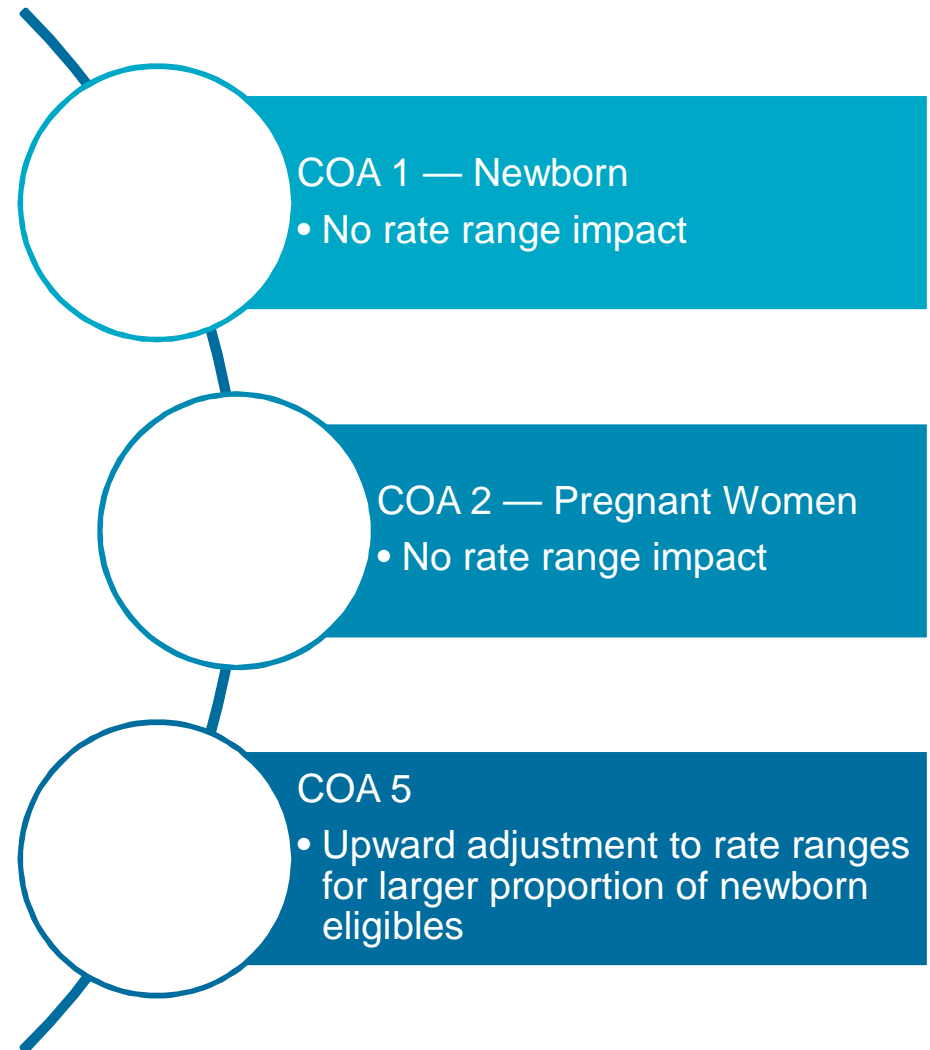 COA 1 — Newborn
• No rate range impact
COA 2 — Pregnant Women
• No rate range impact
COA 5
• Upward adjustment to rate ranges
for larger proportion of newborn
eligibles